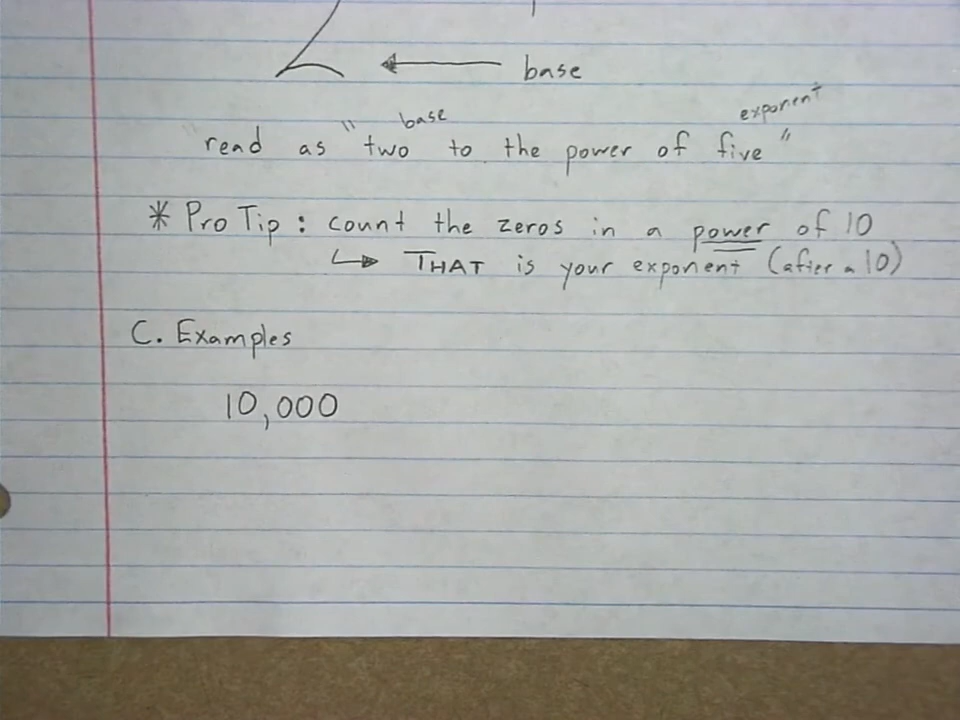 2 ← base
base exponent
read as "two to the power of five"
* Pro Tip: count the zeros in a power of 10
↳ THAT is your exponent (after a 10)
C. Examples
10,000